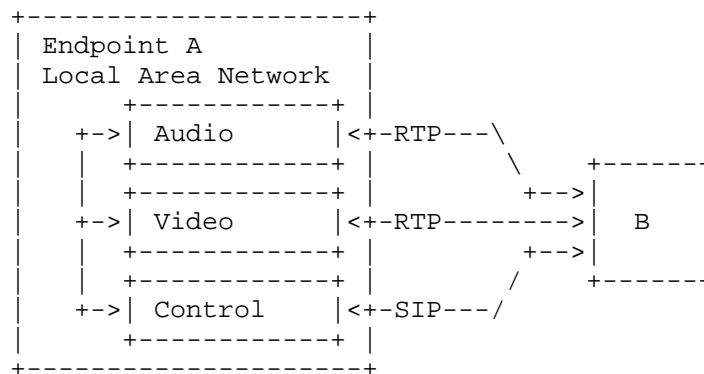 Endpoint A
Local Area Network
Audio
RTP
Video
RTP
B
Control
SIP